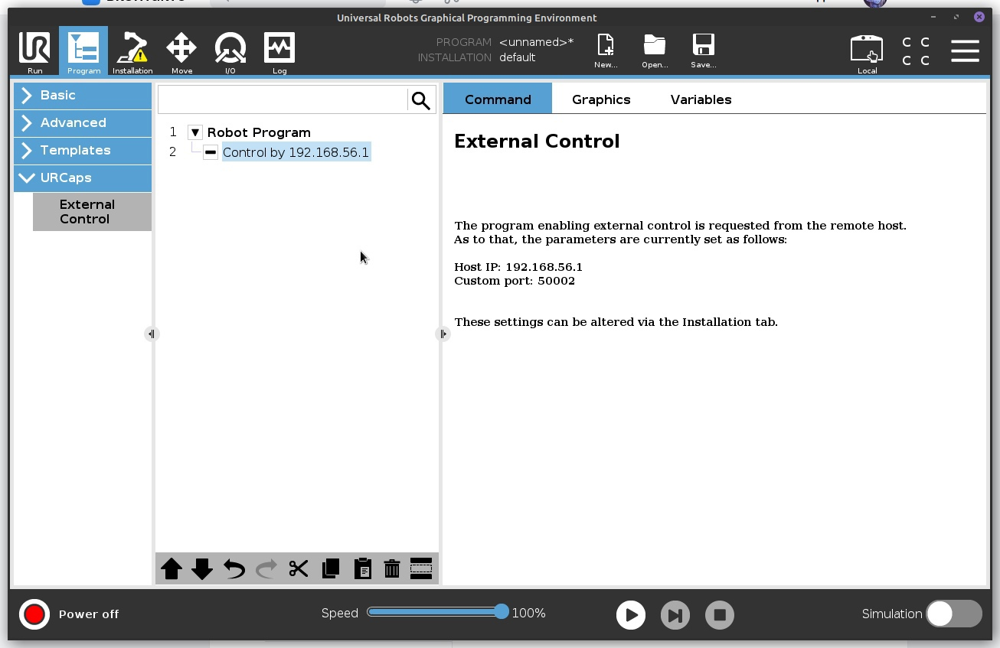 Universal Robots Graphical Programming Environment
UR
Run
Program
Installation
Move
I/O
Log
PROGRAM <unnamed>*
INSTALLATION default
New...
Open...
Save...
Local
C C
C C
Basic
Advanced
Templates
URCaps
External
Control
1 Robot Program
2 Control by 192.168.56.1
Command Graphics Variables
External Control
The program enabling external control is requested from the remote host.
As to that, the parameters are currently set as follows:
Host IP: 192.168.56.1
Custom port: 50002
These settings can be altered via the Installation tab.
Power off
Speed 100%
Simulation